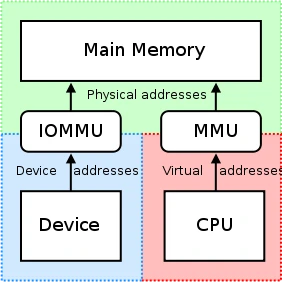 Main Memory
Physical addresses
IOMMU MMU
Device addresses Virtual addresses
Device CPU